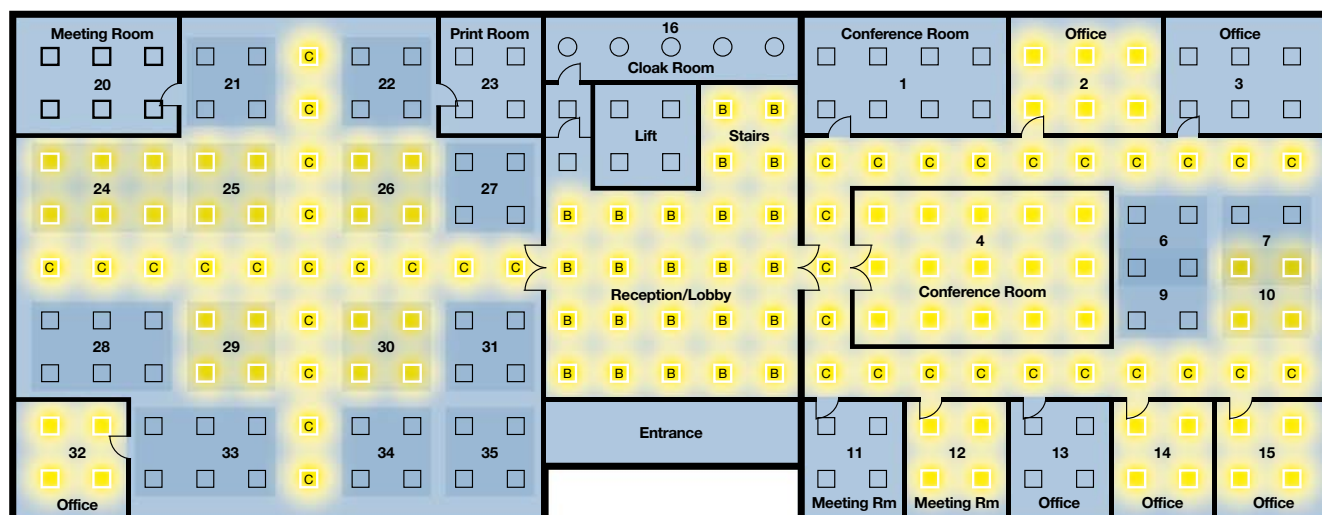 Meeting Room Print Room 16 Conference Room Office Office
C
Cloak Room
20 21 22 23 1 2 3
C B B
Lift Stairs
C B B C C C C C C C C C C
24 25 26 27
C B B B B B C
4 6 7
C C C C C C C C C C B B B B B C
Reception/Lobby Conference Room 9 10
C B B B B B C
28 29 30 31
C B B B B B C C C C C C C C C C
C
Entrance
32 33 34 35 11 12 13 14 15
C
Office Meeting Rm Meeting Rm Office Office Office